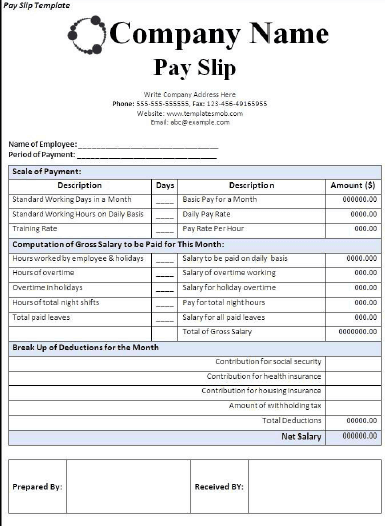 Pay Slip Template
Company Name
Pay Slip
Write Company Address Here
Phone: 555-555-555555, Fax: 123-456-49165955
Website: www.templatesmob.com
Email: abc@example.com
Name of Employee:
Period of Payment:
Scale of Payment:
Description Days Description Amount ($)
Standard Working Days in a Month ____ Basic Pay for a Month 000000.00
Standard Working Hours on Daily Basis ____ Daily Pay Rate 000.00
Training Rate ____ Pay Rate Per Hour 000.00
Computation of Gross Salary to be Paid for This Month:
Hours worked by employee & holidays ____ Salary to be paid on daily basis 0000.000
Hours of overtime ____ Salary of overtime working 000.00
Overtime in holidays ____ Salary for holiday overtime 000.00
Hours of total night shifts ____ Pay for total night hours 0000.00
Total paid leaves ____ Salary for all paid leaves 0000.00
Total of Gross Salary 0000000.00
Break Up of Deductions for the Month
Contribution for social security
Contribution for health insurance
Contribution for housing insurance
Amount of withholding tax
Total Deductions 00000.00
Net Salary 000000.00
Prepared By: Received BY: